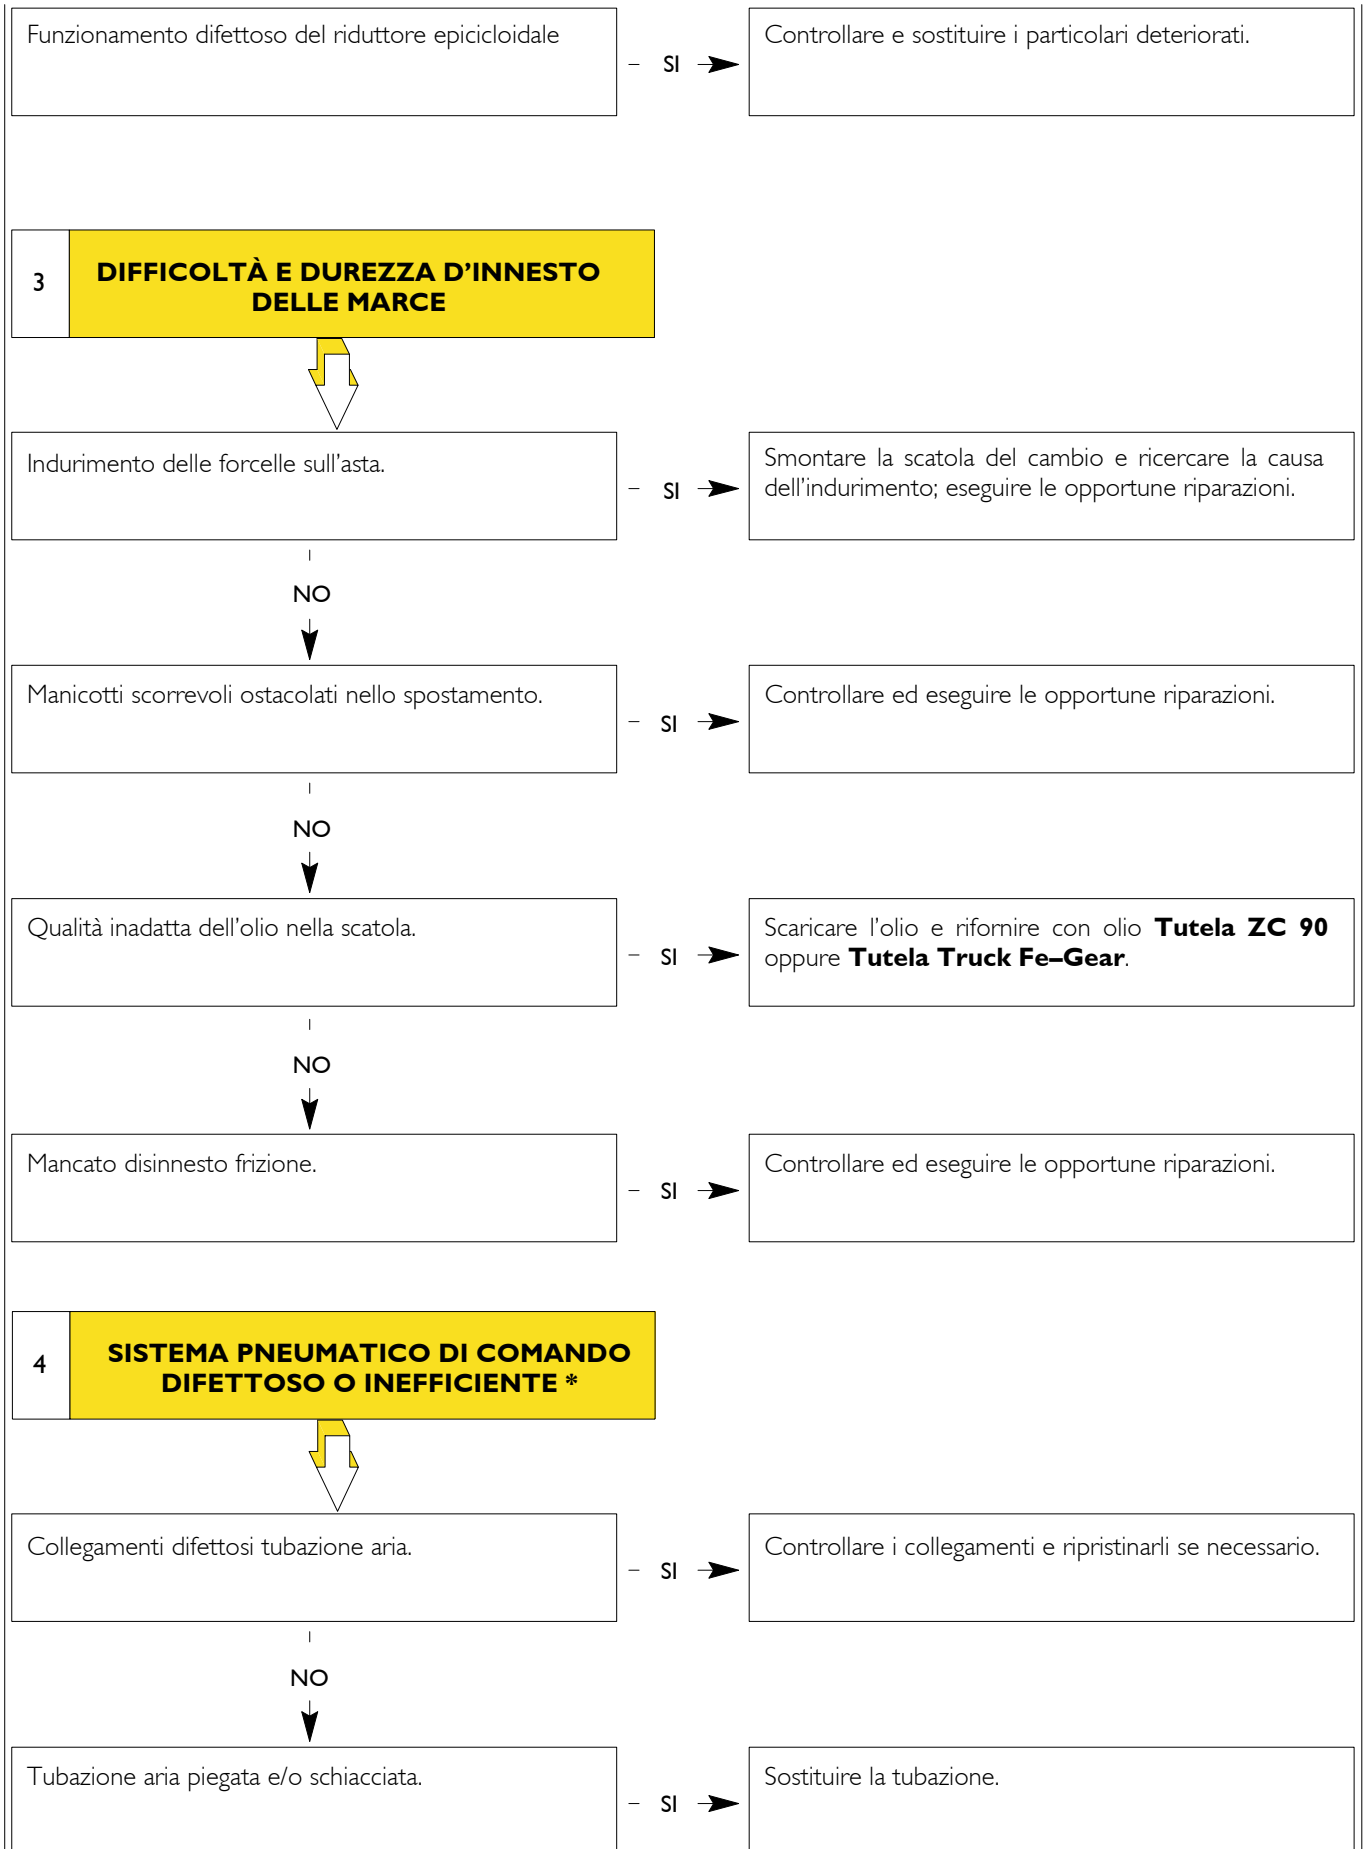 Funzionamento difettoso del riduttore epicicloidale
SI
Controllare e sostituire i particolari deteriorati.
3
DIFFICOLTÀ E DUREZZA D’INNESTO
DELLE MARCE
Indurimento delle forcelle sull’asta.
SI
Smontare la scatola del cambio e ricercare la causa
dell’indurimento; eseguire le opportune riparazioni.
NO
Manicotti scorrevoli ostacolati nello spostamento.
SI
Controllare ed eseguire le opportune riparazioni.
NO
Qualità inadatta dell’olio nella scatola.
SI
Scaricare l’olio e rifornire con olio Tutela ZC 90
oppure Tutela Truck Fe–Gear.
NO
Mancato disinnesto frizione.
SI
Controllare ed eseguire le opportune riparazioni.
4
SISTEMA PNEUMATICO DI COMANDO
DIFETTOSO O INEFFICIENTE *
Collegamenti difettosi tubazione aria.
SI
Controllare i collegamenti e ripristinarli se necessario.
NO
Tubazione aria piegata e/o schiacciata.
SI
Sostituire la tubazione.